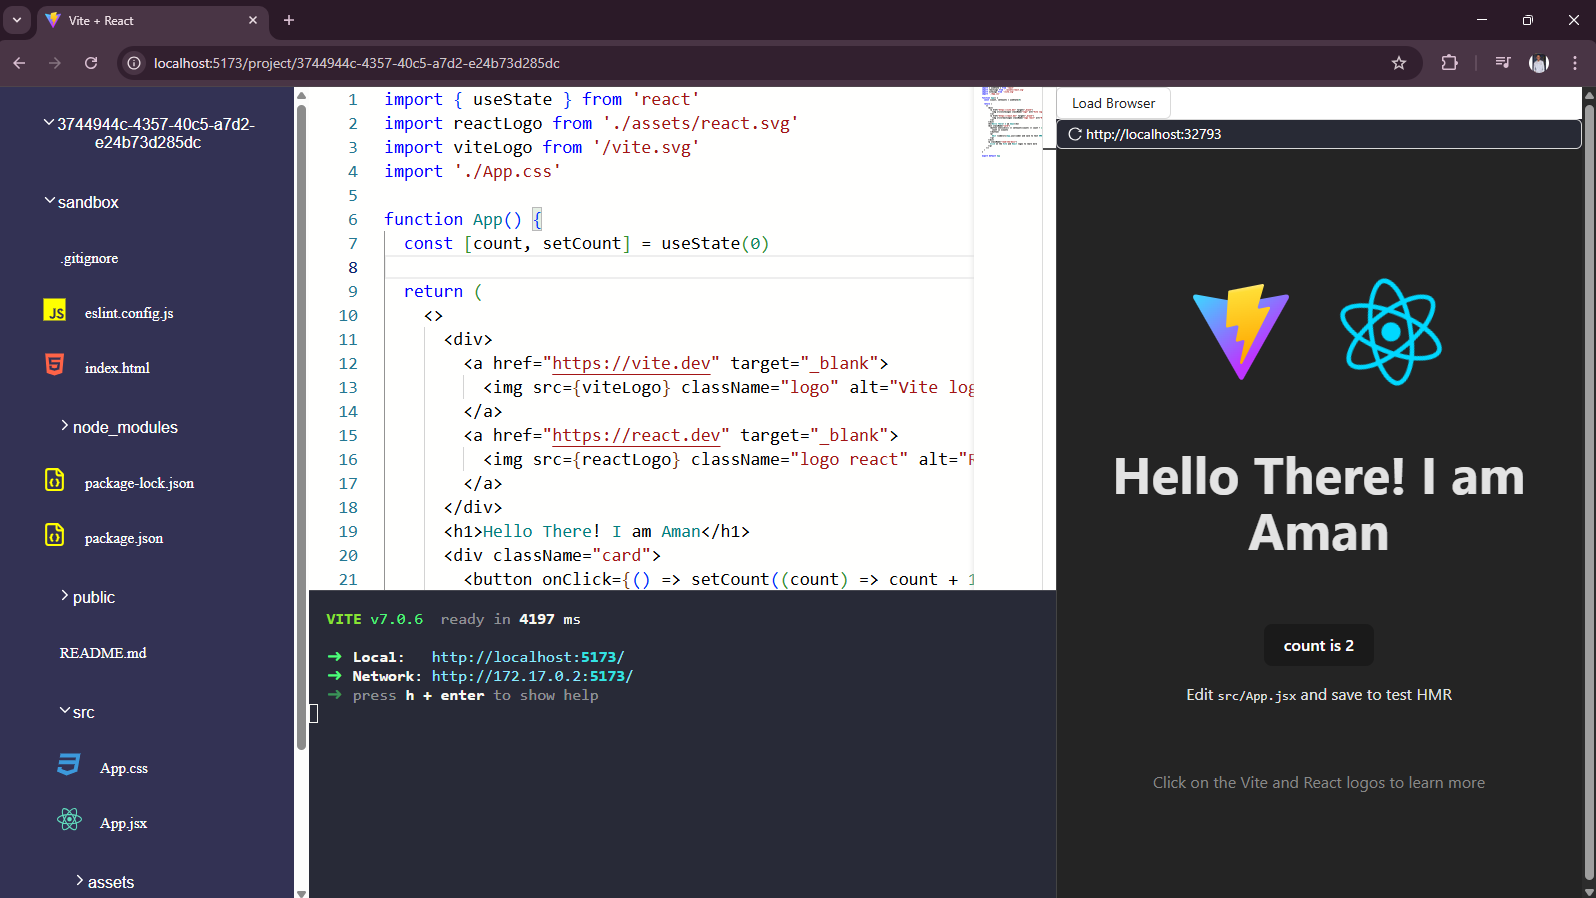 Vite + React
localhost:5173/project/3744944c-4357-40c5-a7d2-e24b73d285dc
3744944c-4357-40c5-a7d2-
e24b73d285dc
sandbox
.gitignore
JS eslint.config.js
index.html
node_modules
package-lock.json
package.json
public
README.md
src
App.css
App.jsx
assets
1 import { useState } from 'react'
2 import reactLogo from './assets/react.svg'
3 import viteLogo from '/vite.svg'
4 import './App.css'
5
6 function App() {
7 const [count, setCount] = useState(0)
8
9 return (
10 <>
11 <div>
12 <a href="https://vite.dev" target="_blank">
13 <img src={viteLogo} className="logo" alt="Vite log
14 </a>
15 <a href="https://react.dev" target="_blank">
16 <img src={reactLogo} className="logo react" alt="R
17 </a>
18 </div>
19 <h1>Hello There! I am Aman</h1>
20 <div className="card">
21 <button onClick={() => setCount((count) => count + 1
VITE v7.0.6 ready in 4197 ms
➜ Local: http://localhost:5173/
➜ Network: http://172.17.0.2:5173/
➜ press h + enter to show help
Load Browser
http://localhost:32793
Hello There! I am
Aman
count is 2
Edit src/App.jsx and save to test HMR
Click on the Vite and React logos to learn more